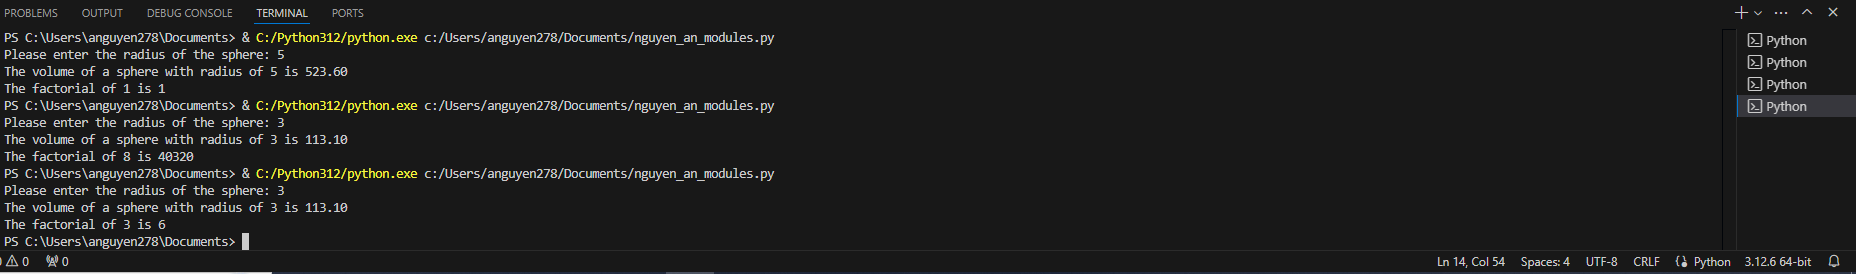 PROBLEMS OUTPUT DEBUG CONSOLE TERMINAL PORTS
PS C:\Users\anguyen278\Documents> & C:/Python312/python.exe c:/Users/anguyen278/Documents/nguyen_an_modules.py
Please enter the radius of the sphere: 5
The volume of a sphere with radius of 5 is 523.60
The factorial of 1 is 1
PS C:\Users\anguyen278\Documents> & C:/Python312/python.exe c:/Users/anguyen278/Documents/nguyen_an_modules.py
Please enter the radius of the sphere: 3
The volume of a sphere with radius of 3 is 113.10
The factorial of 8 is 40320
PS C:\Users\anguyen278\Documents> & C:/Python312/python.exe c:/Users/anguyen278/Documents/nguyen_an_modules.py
Please enter the radius of the sphere: 3
The volume of a sphere with radius of 3 is 113.10
The factorial of 3 is 6
PS C:\Users\anguyen278\Documents>
Python
Python
Python
Python
0 0 Ln 14, Col 54 Spaces: 4 UTF-8 CRLF Python 3.12.6 64-bit